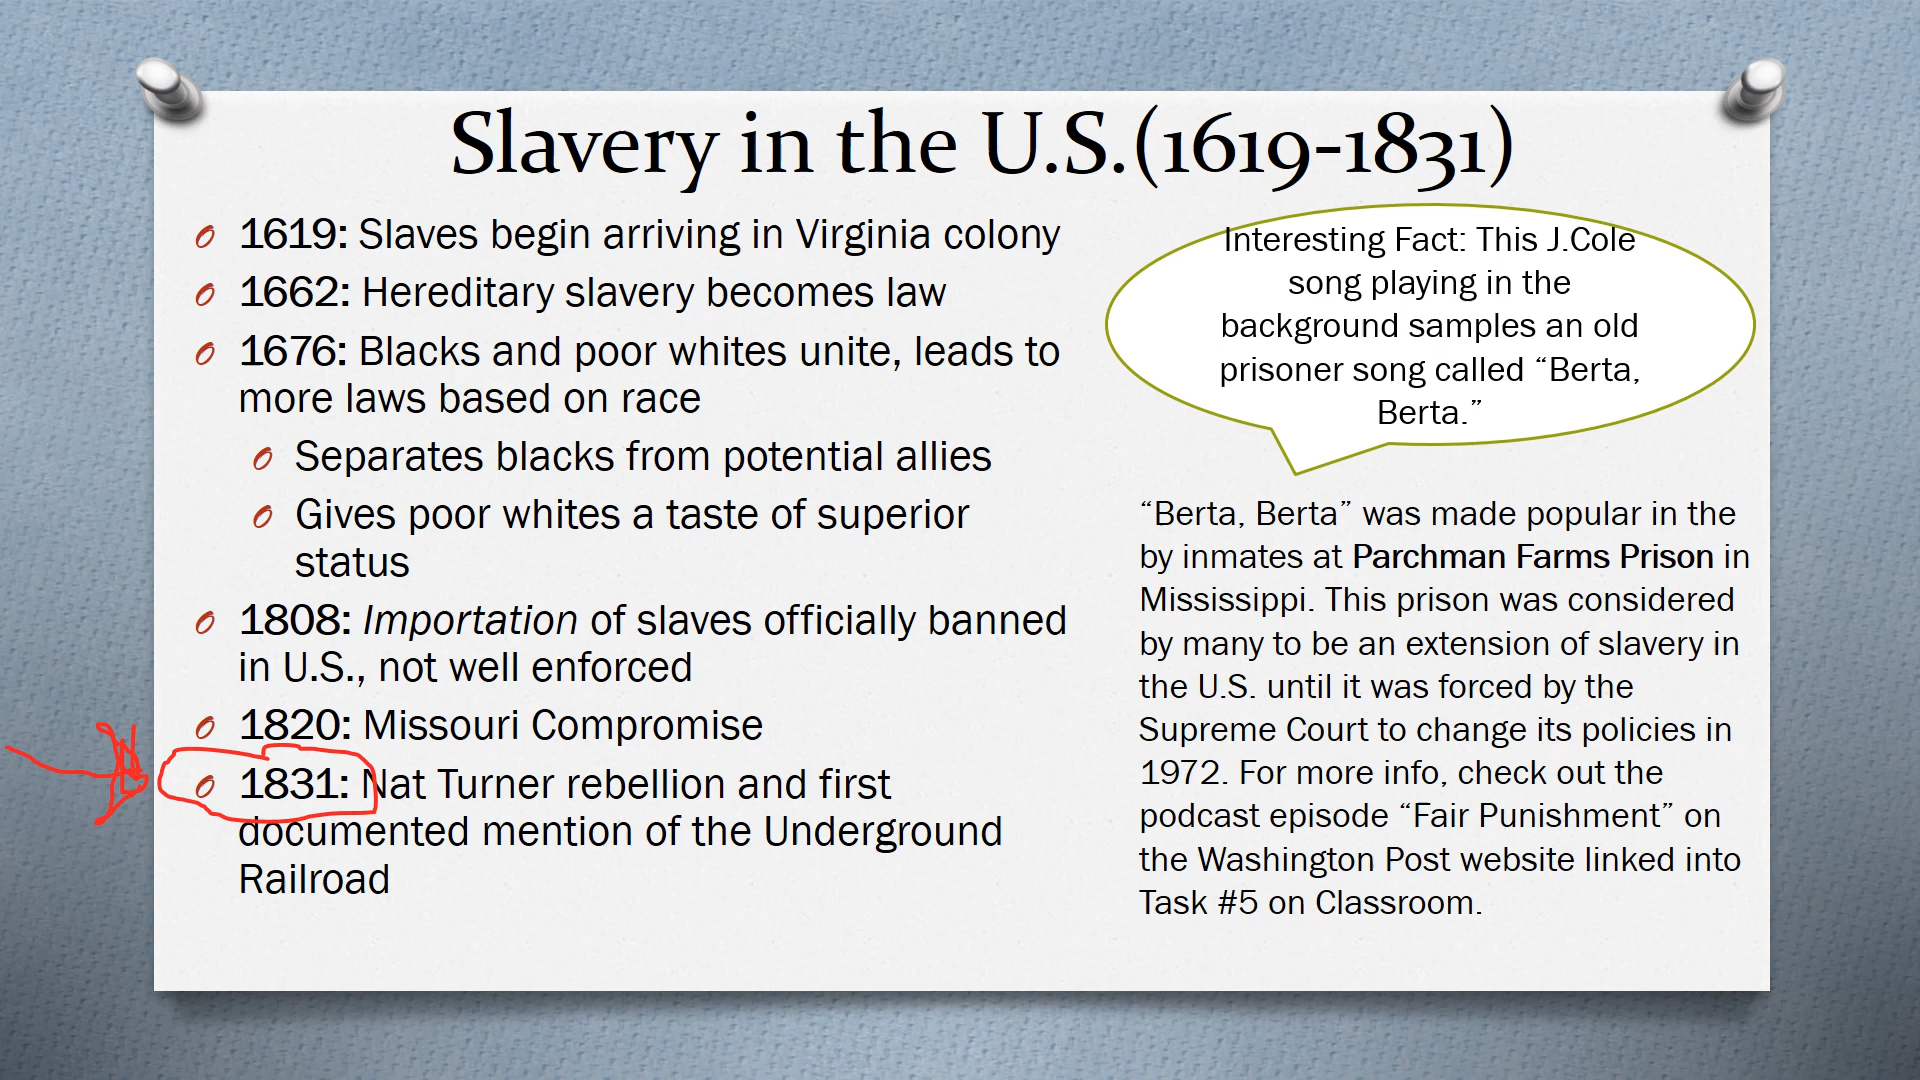 Slavery in the U.S.(1619-1831)
1619: Slaves begin arriving in Virginia colony
1662: Hereditary slavery becomes law
1676: Blacks and poor whites unite, leads to
more laws based on race
Separates blacks from potential allies
Gives poor whites a taste of superior
status
1808: Importation of slaves officially banned
in U.S., not well enforced
1820: Missouri Compromise
1831: Nat Turner rebellion and first
documented mention of the Underground
Railroad
Interesting Fact: This J.Cole
song playing in the
background samples an old
prisoner song called “Berta,
Berta.”
“Berta, Berta” was made popular in the
by inmates at Parchman Farms Prison in
Mississippi. This prison was considered
by many to be an extension of slavery in
the U.S. until it was forced by the
Supreme Court to change its policies in
1972. For more info, check out the
podcast episode “Fair Punishment” on
the Washington Post website linked into
Task #5 on Classroom.